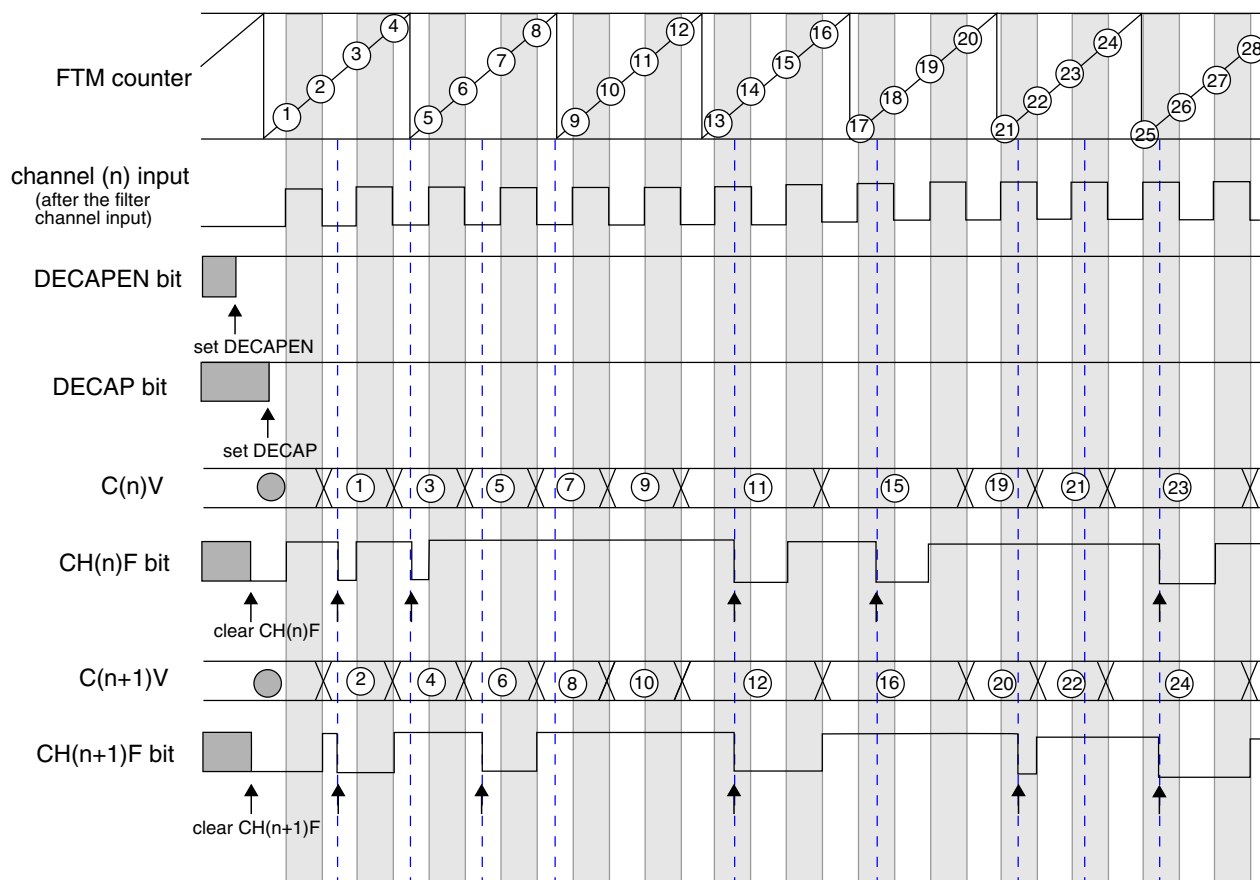 4 8 12 16 20 24 28
3 7 11 15 19 23 27
FTM counter
2 6 10 14 18 22 26
1 5 9 13 17 21 25
channel (n) input
(after the filter
channel input)
DECAPEN bit
set DECAPEN
DECAP bit
set DECAP
C(n)V 1 3 5 7 9 11 15 19 21 23
CH(n)F bit
clear CH(n)F
C(n+1)V 2 4 6 8 10 12 16 20 22 24
CH(n+1)F bit
clear CH(n+1)F